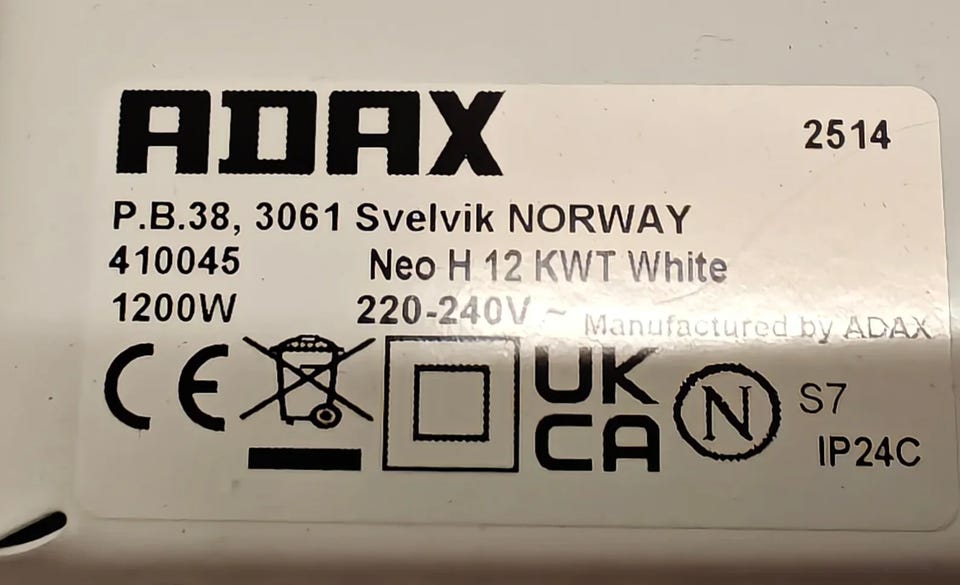 ADAX
2514
P.B.38, 3061 Svelvik NORWAY
410045 Neo H 12 KWT White
1200W 220-240V ~ Manufactured by ADAX
CE UK CA N S7
IP24C